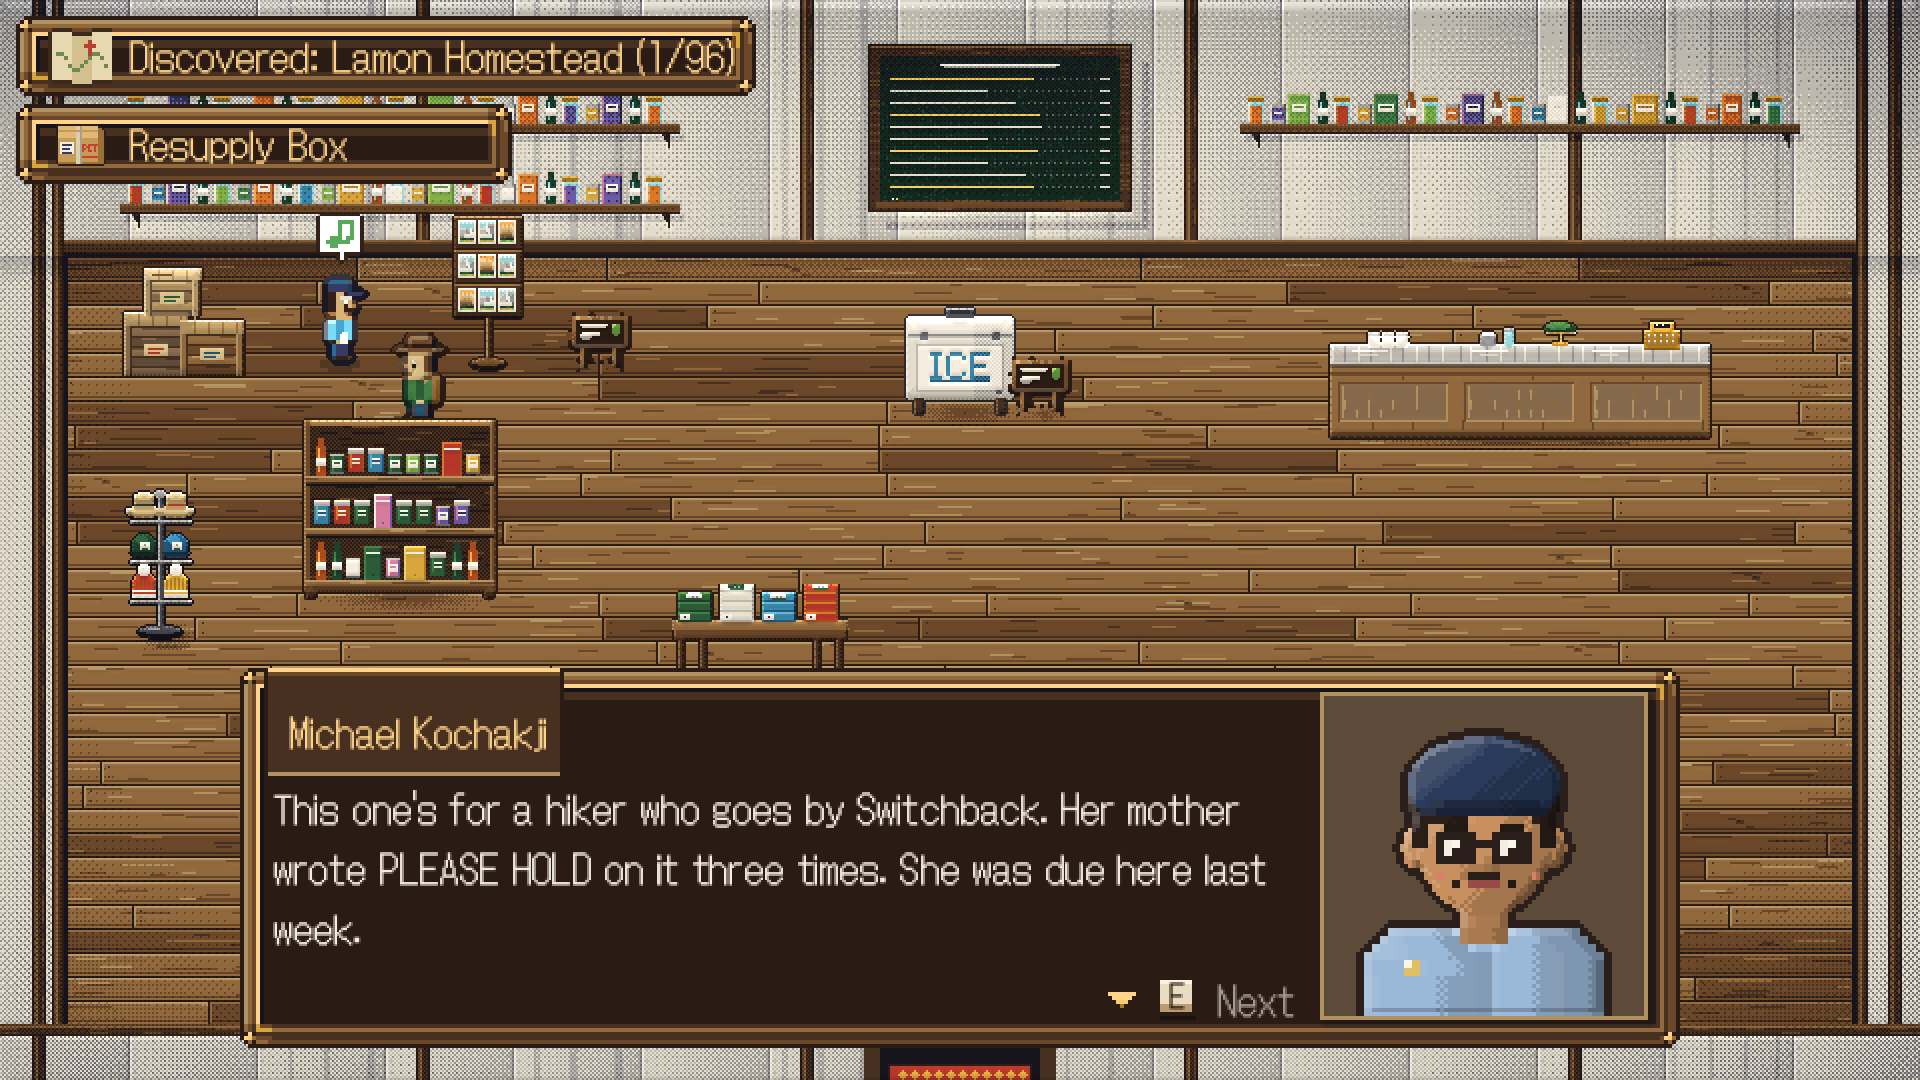 Discovered: Lamon Homestead (1/96)
PCT
Resupply Box
ICE
Michael Kochakji
This one's for a hiker who goes by Switchback. Her mother
wrote PLEASE HOLD on it three times. She was due here last
week.
E Next